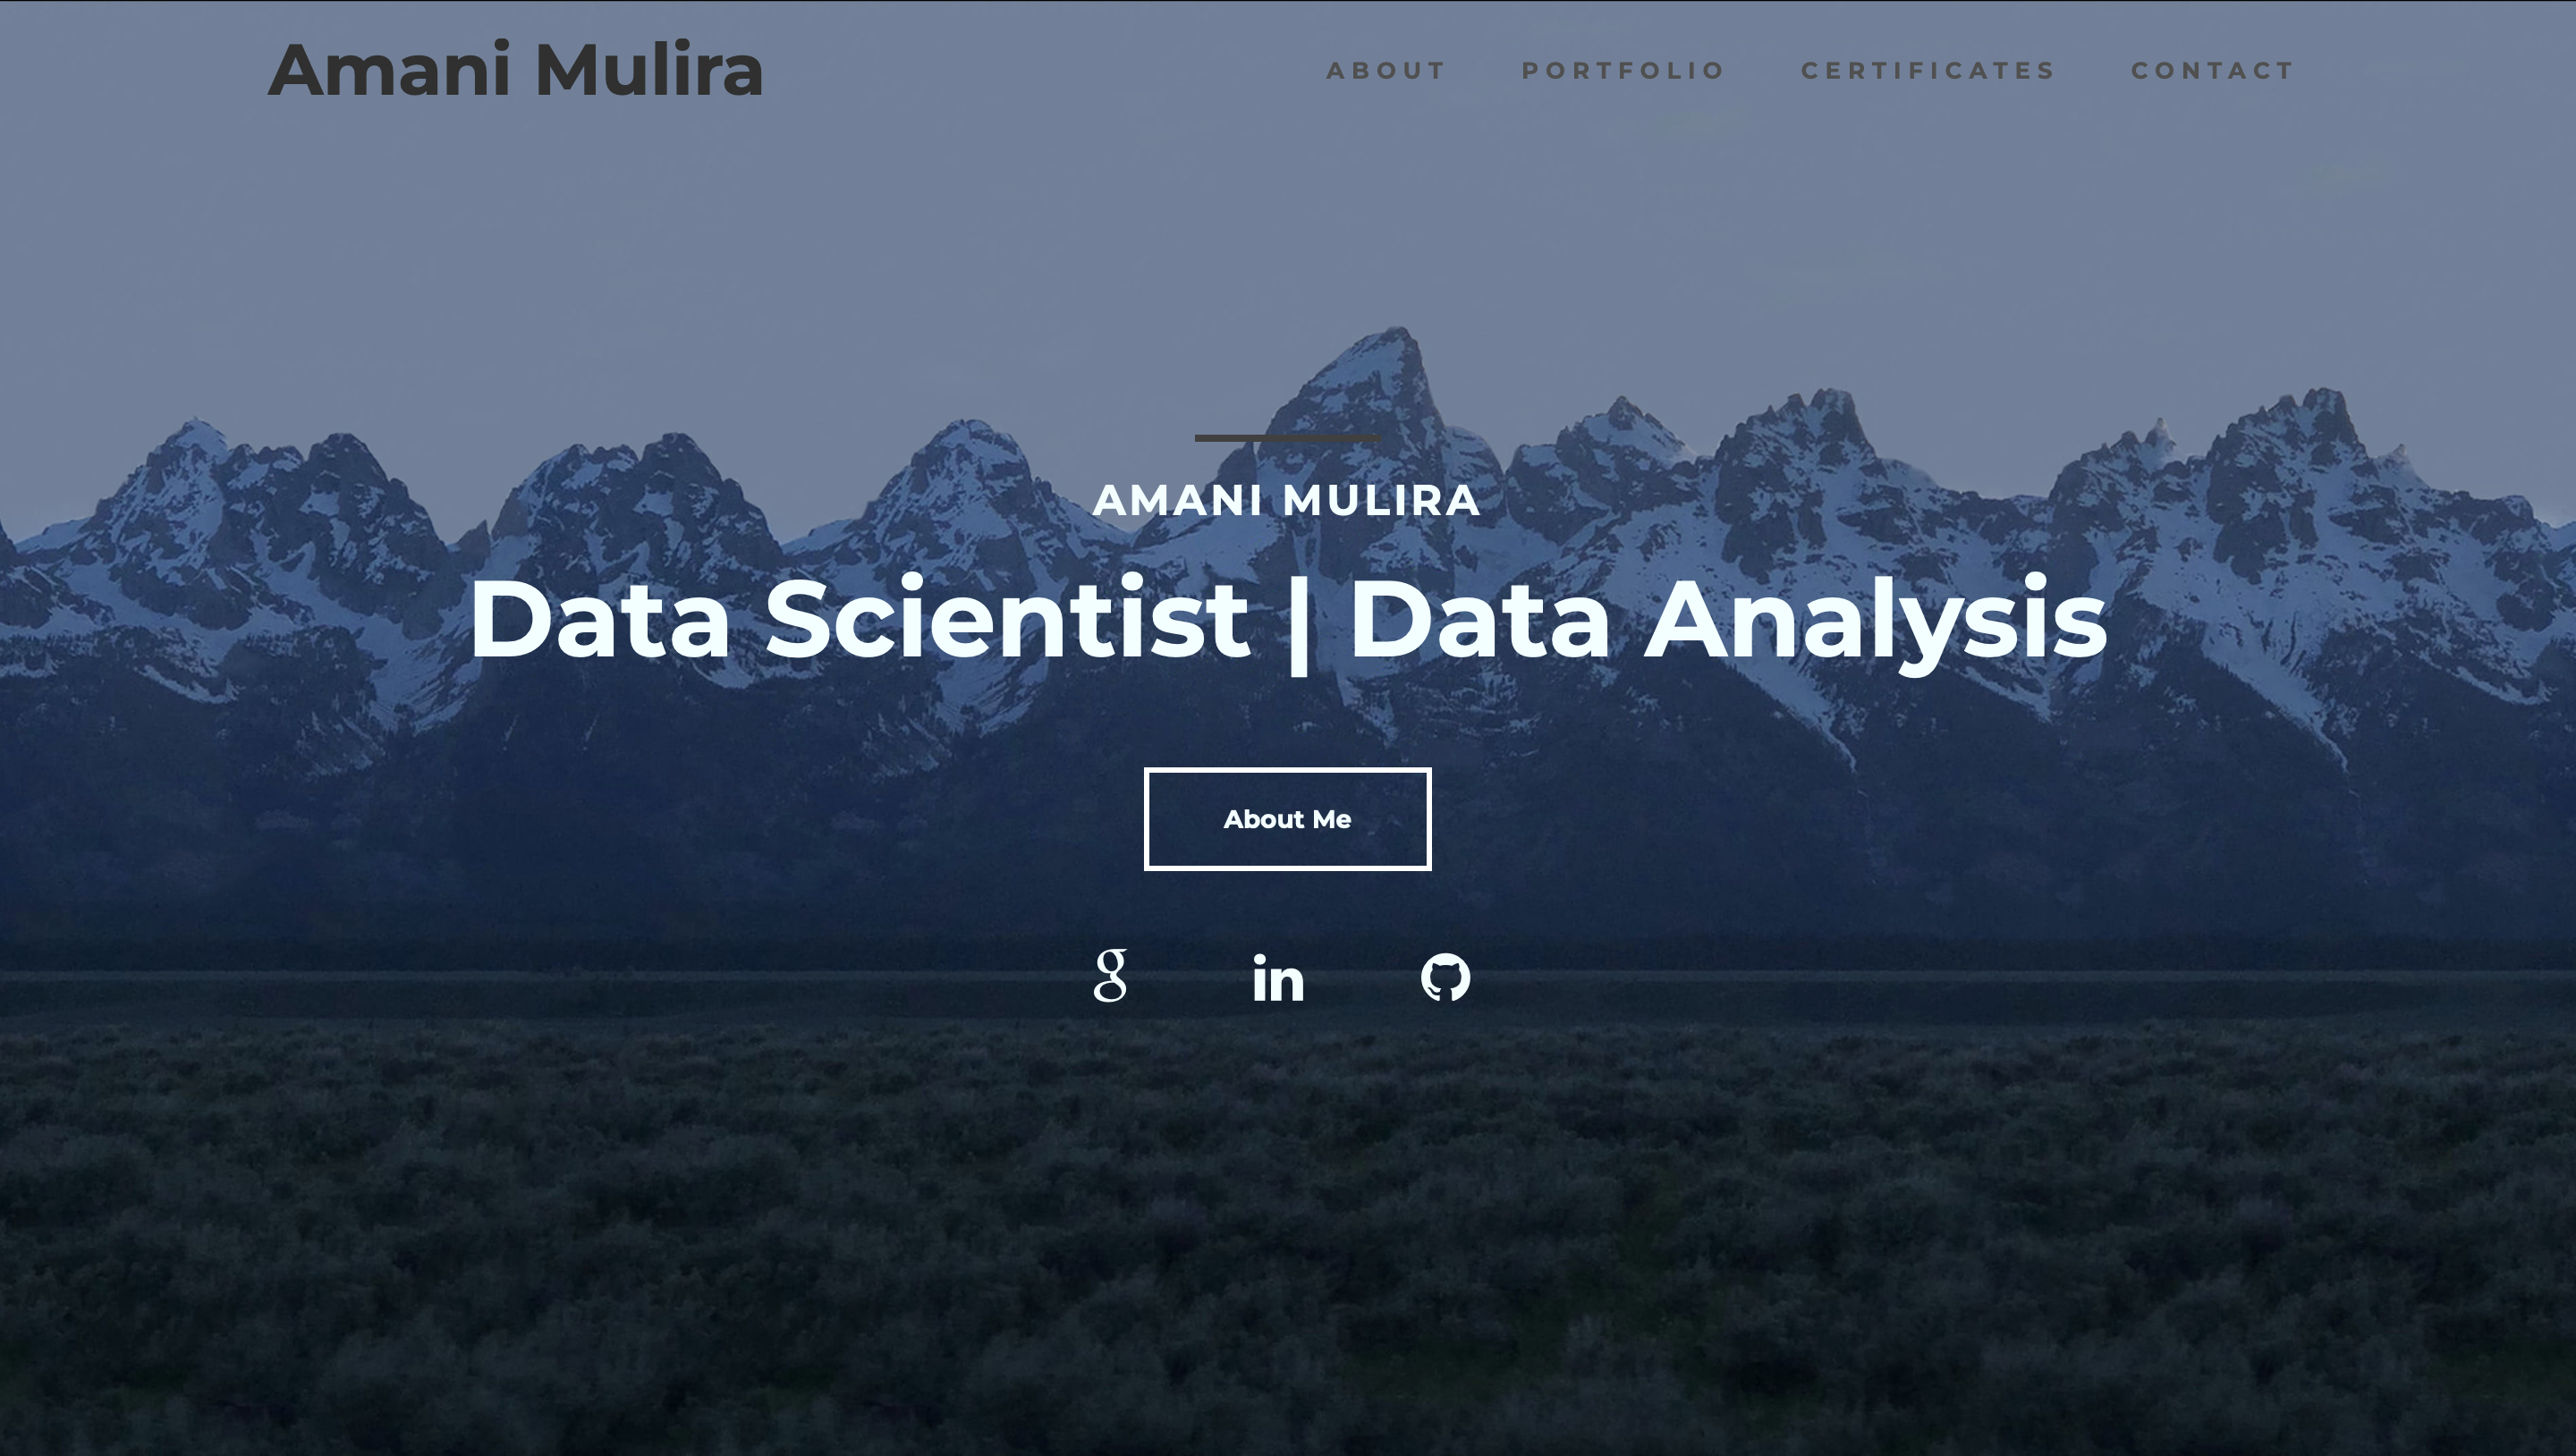 Amani Mulira
ABOUT PORTFOLIO CERTIFICATES CONTACT
AMANI MULIRA
Data Scientist | Data Analysis
About Me
g in